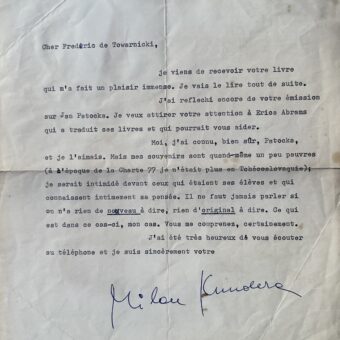 Cher Frédéric de Towarnicki,
je viens de recevoir votre livre
qui m'a fait un plaisir immense. Je vais le lire tout de suite.
J'ai reflechi encore de votre émission
sur Jan Patocka. Je veux attirer votre attention à Erica Abrams
qui a traduit ses livres et qui pourrait vous aider.
Moi, j'ai connu, bien sûr, Patocka,
et je l'aimais. Mais mes souvenirs sont quand-même un peu pauvres
(à l'époque de la Charte 77 je n'était plus en Tchécoslovaquie);
je serait intimidé devant ceux qui étaient ses élèves et qui
connaissent intimement sa pensée. Il ne faut jamais parler si
on n'a rien de nouveau à dire, rien d'original à dire. Ce qui
est dans ce cas-ci, mon cas. Vous me comprenez, certainement.
J'ai été très heureux de vous écouter
au téléphone et je suis sincèrement votre
Milan Kundera